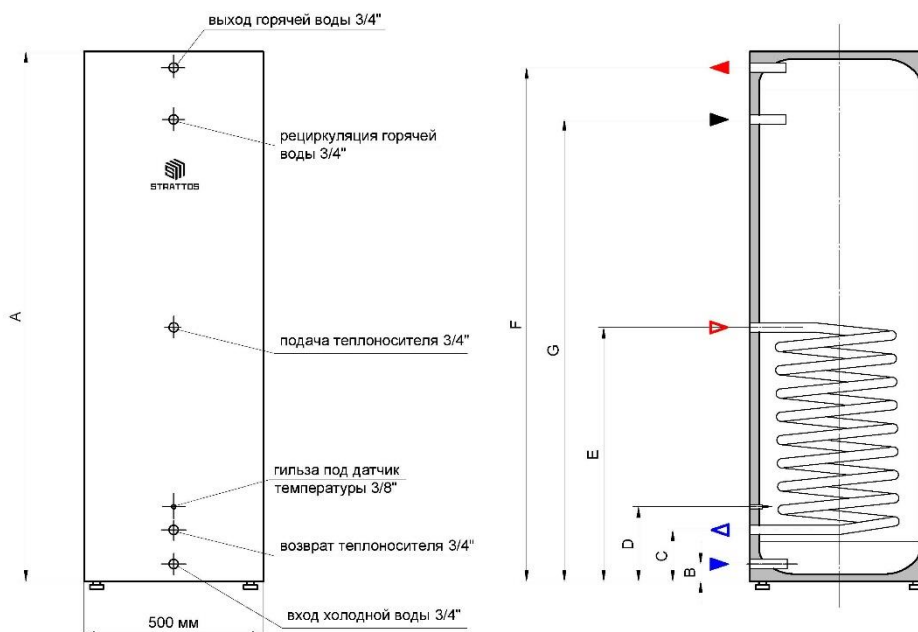 выход горячей воды 3/4"
рециркуляция горячей
воды 3/4"
STRATTOS
подача теплоносителя 3/4"
гильза под датчик
температуры 3/8"
возврат теплоносителя 3/4"
вход холодной воды 3/4"
500 мм
A
F
G
E
D
C
B